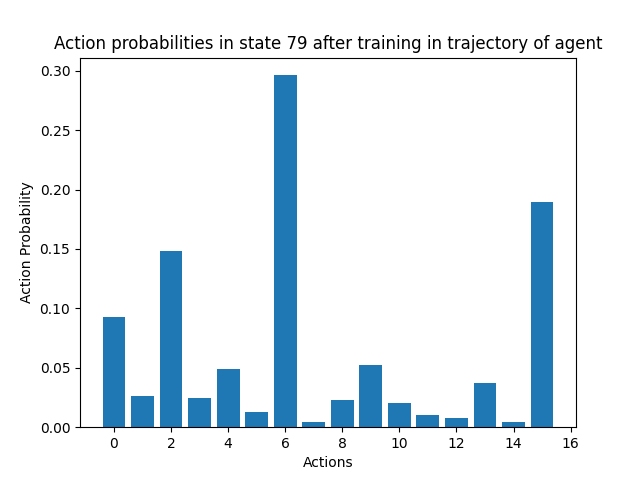 Action probabilities in state 79 after training in trajectory of agent
0.30
0.25
0.20
0.15
0.10
0.05
0.00
Action Probability
0 2 4 6 8 10 12 14 16
Actions